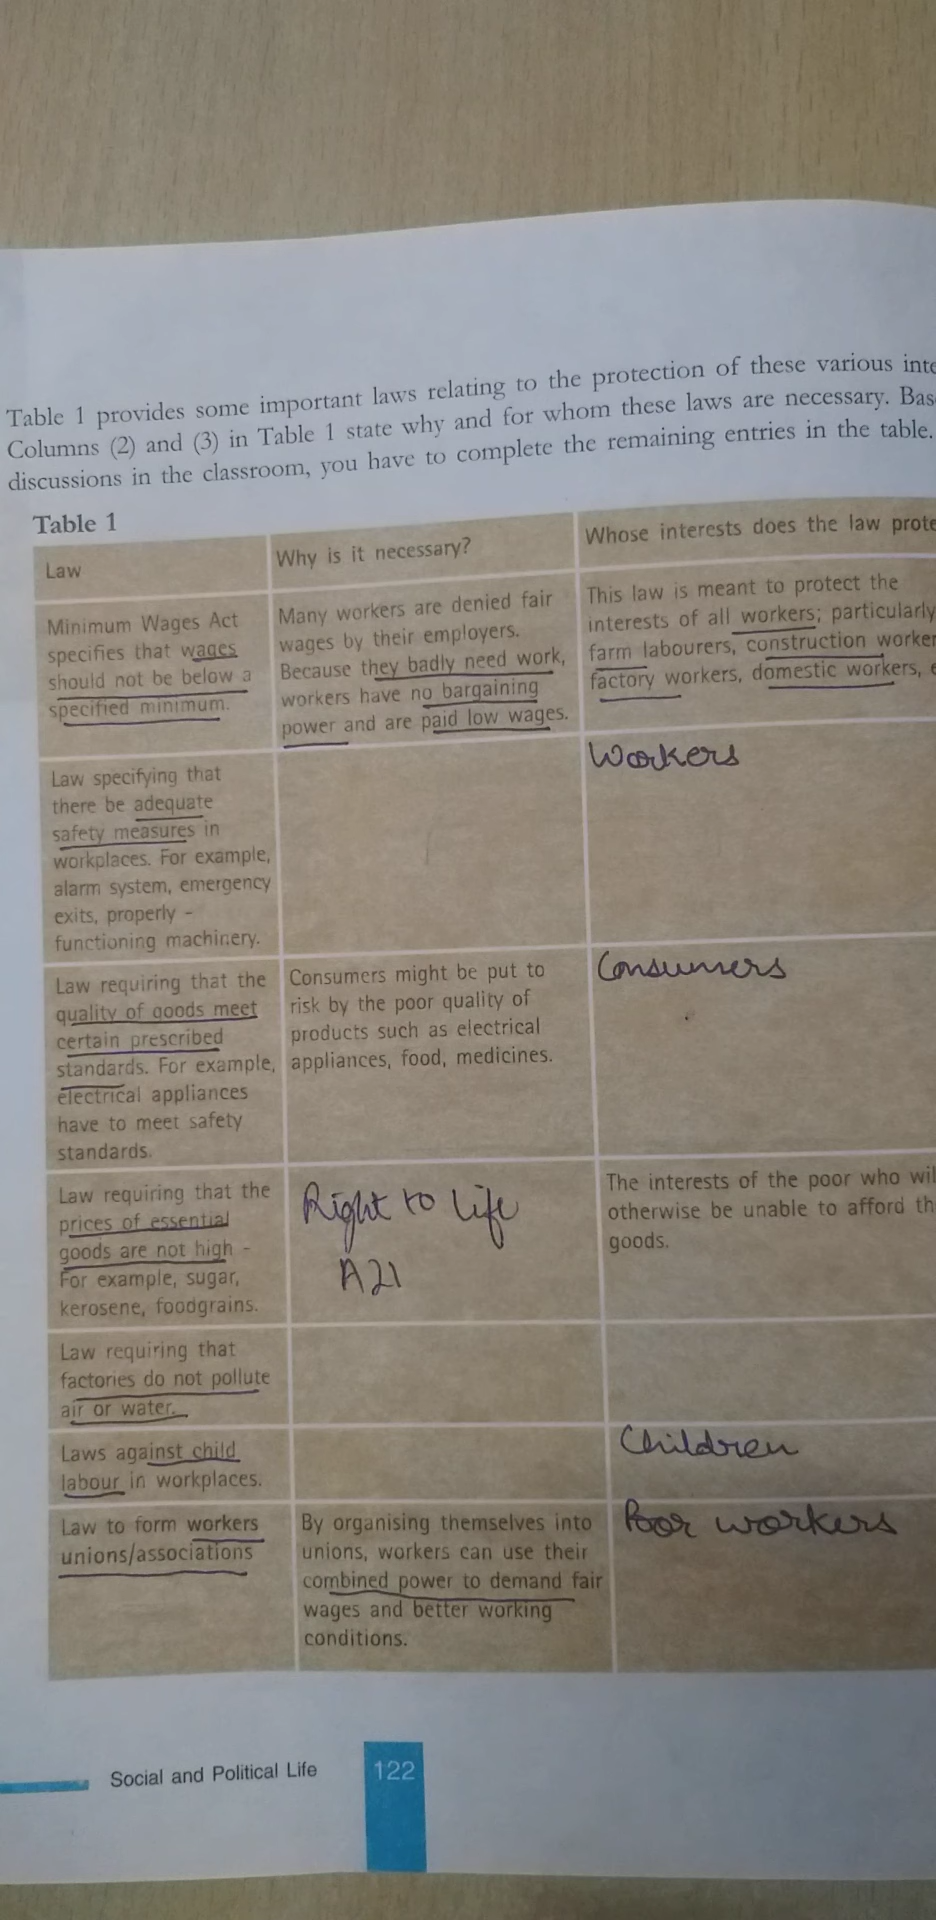 Table 1 provides some important laws relating to the protection of these various inte
Columns (2) and (3) in Table 1 state why and for whom these laws are necessary. Bas
discussions in the classroom, you have to complete the remaining entries in the table.
Table 1
Law
Why is it necessary?
Whose interests does the law prote
Minimum Wages Act
specifies that wages
should not be below a
specified minimum.
Many workers are denied fair
wages by their employers.
Because they badly need work,
workers have no bargaining
power and are paid low wages.
This law is meant to protect the
interests of all workers; particularly
farm labourers, construction worker
factory workers, domestic workers, e
Law specifying that
there be adequate
safety measures in
workplaces. For example,
alarm system, emergency
exits, properly -
functioning machinery.
Workers
Law requiring that the
quality of goods meet
certain prescribed
standards. For example,
electrical appliances
have to meet safety
standards.
Consumers might be put to
risk by the poor quality of
products such as electrical
appliances, food, medicines.
Consumers
Law requiring that the
prices of essential
goods are not high -
For example, sugar,
kerosene, foodgrains.
Right to life
A21
The interests of the poor who wil
otherwise be unable to afford th
goods.
Law requiring that
factories do not pollute
air or water.
Laws against child
labour in workplaces.
Children
Law to form workers
unions/associations
By organising themselves into
unions, workers can use their
combined power to demand fair
wages and better working
conditions.
Poor workers
Social and Political Life
122